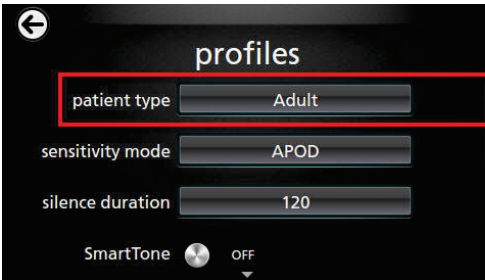 profiles
patient type Adult
sensitivity mode APOD
silence duration 120
SmartTone OFF